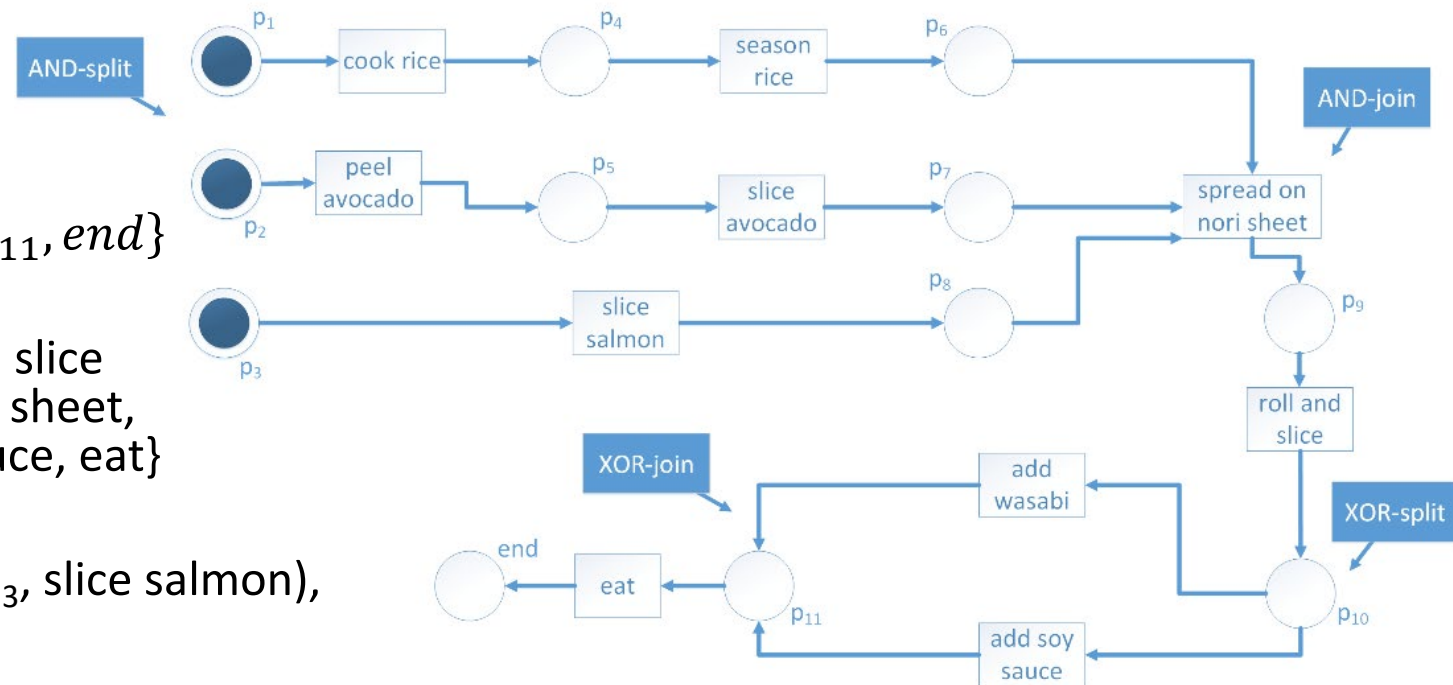 p₁
p₄
p₆
AND-split
cook rice
season
rice
AND-join
peel
avocado
p₅
slice
avocado
p₇
spread on
nori sheet
p₂
₁₁, end}
slice
salmon
p₈
p₉
p₃
slice
sheet,
uce, eat}
roll and
slice
XOR-join
add
wasabi
XOR-split
end
eat
p₁₁
p₁₀
₃, slice salmon),
add soy
sauce